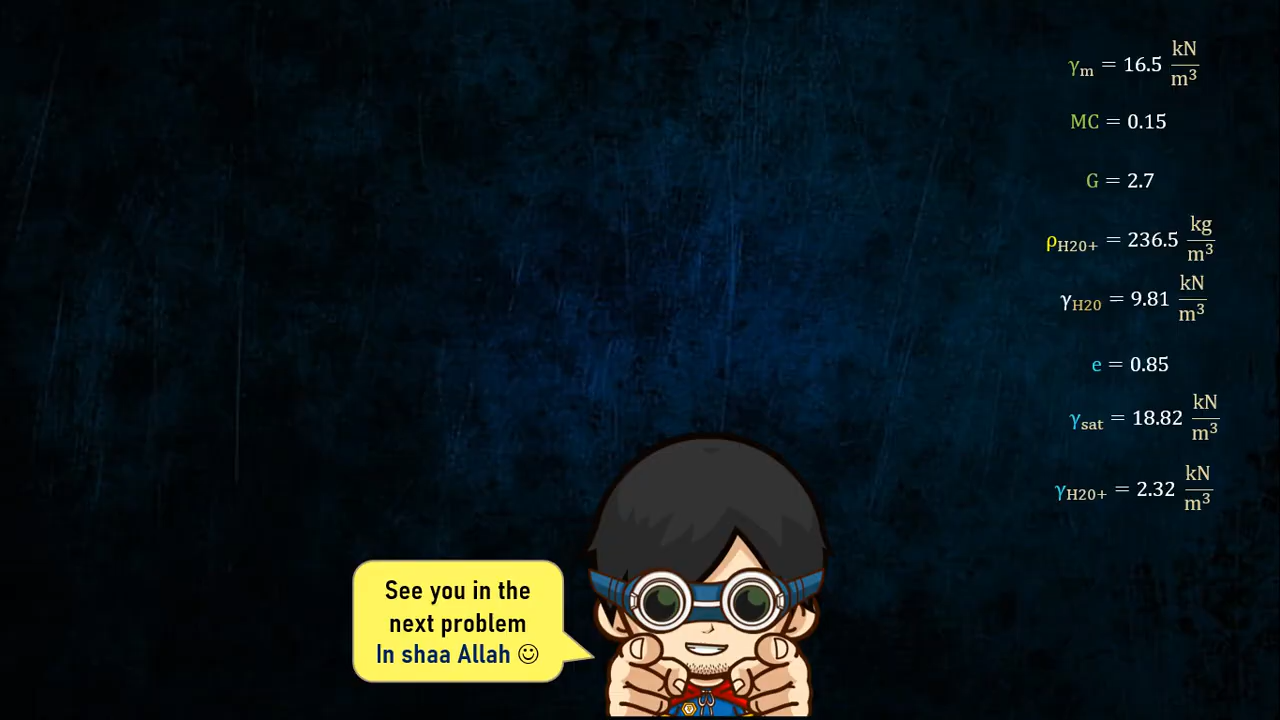 γm = 16.5 kN/m³
MC = 0.15
G = 2.7
ρH20+ = 236.5 kg/m³
γH20 = 9.81 kN/m³
e = 0.85
γsat = 18.82 kN/m³
γH20+ = 2.32 kN/m³
See you in the
next problem
In shaa Allah ☺